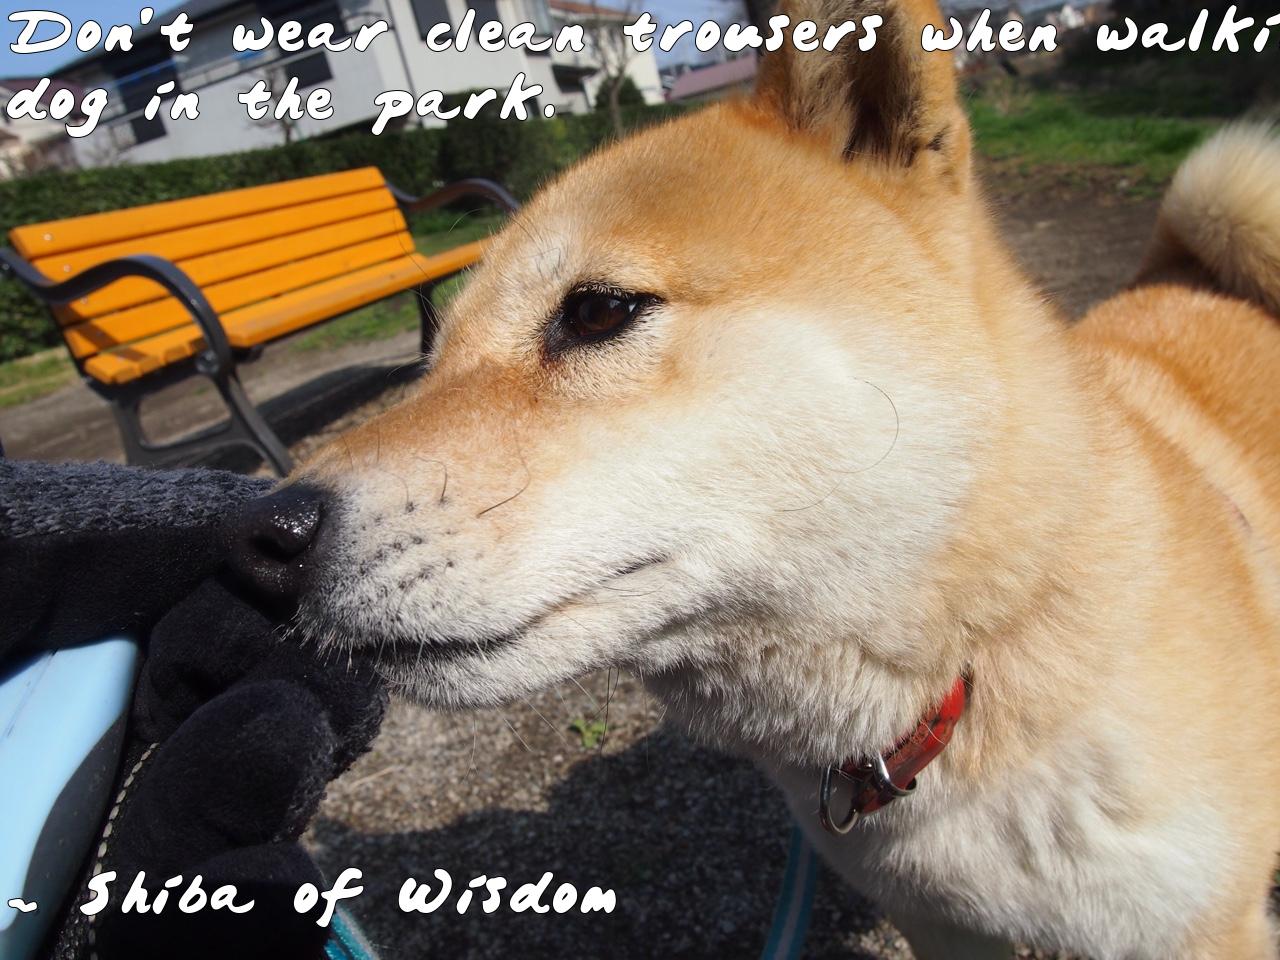 Don't wear clean trousers when walki
dog in the park.
~ Shiba of Wisdom